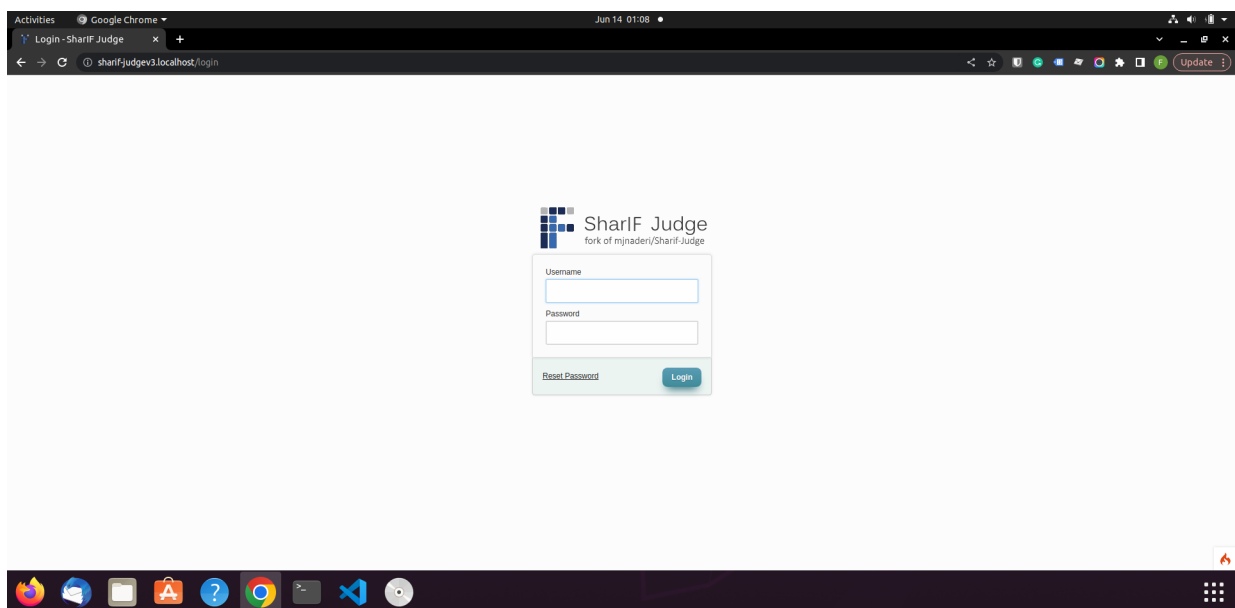 Activities Google Chrome Jun 14 01:08
Login - SharIF Judge
sharif-judgev3.localhost/login Update
SharIF Judge
fork of mjnaderi/Sharif-Judge
Username
Password
Reset Password Login